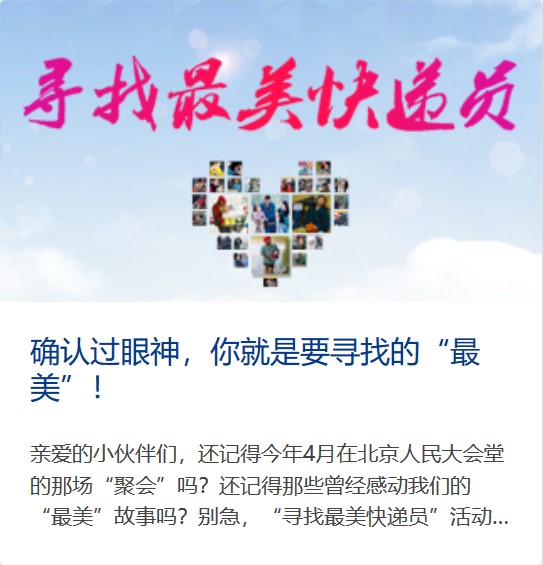 寻找最美快递员
确认过眼神，你就是要寻找的“最
美”！
亲爱的小伙伴们，还记得今年4月在北京人民大会堂
的那场“聚会”吗？还记得那些曾经感动我们的
“最美”故事吗？别急，“寻找最美快递员”活动...